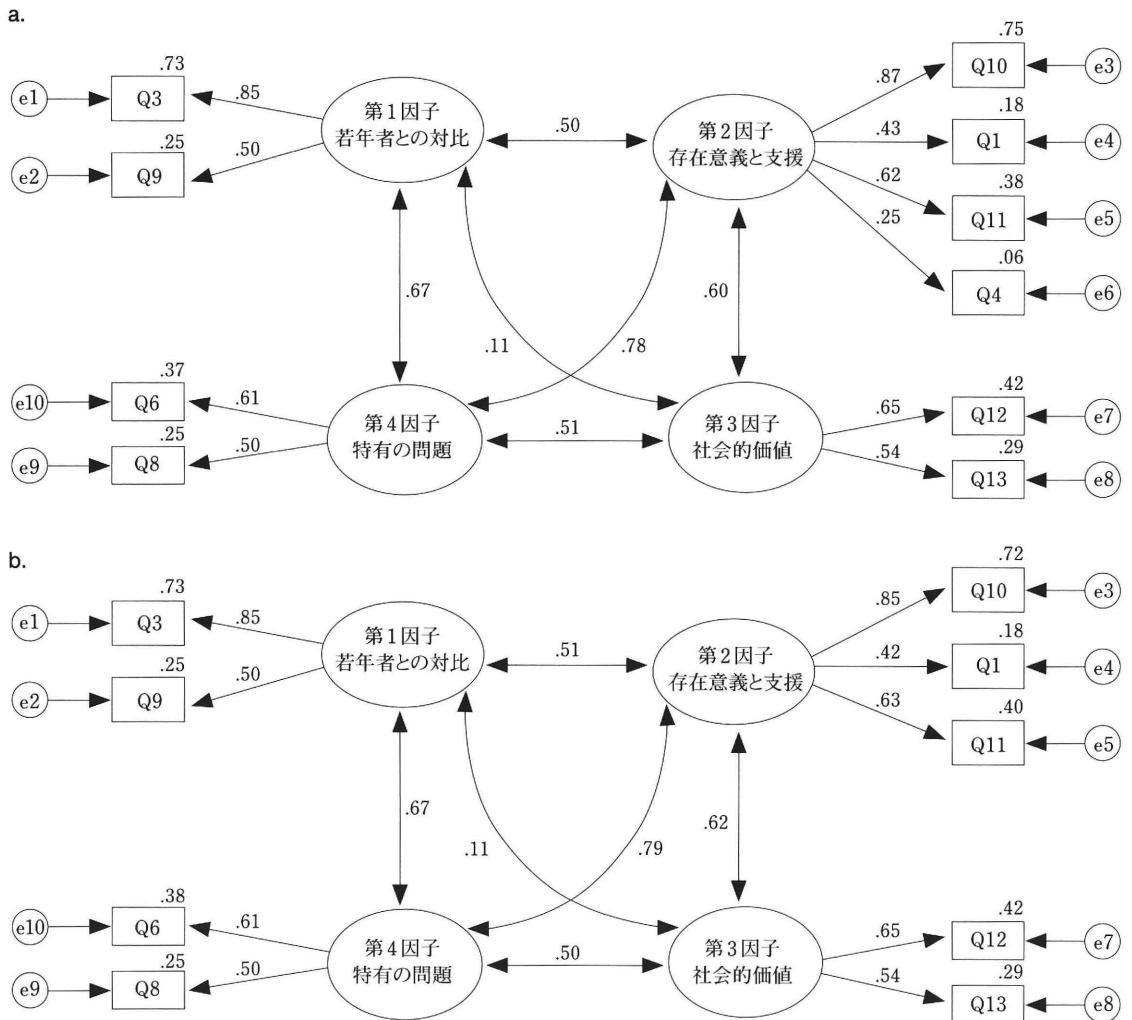 a.
.73
e1
Q3
.85
.25
e2
Q9
.50
第1因子
若年者との対比
.50
第2因子
存在意義と支援
.75
.87
Q10
e3
.18
.43
Q1
e4
.38
.62
Q11
e5
.06
.25
Q4
e6
.67
.11
.78
.60
.37
e10
Q6
.61
.25
e9
Q8
.50
第4因子
特有の問題
.51
第3因子
社会的価値
.42
.65
Q12
e7
.29
.54
Q13
e8
b.
.73
e1
Q3
.85
.25
e2
Q9
.50
第1因子
若年者との対比
.51
第2因子
存在意義と支援
.72
.85
Q10
e3
.18
.42
Q1
e4
.40
.63
Q11
e5
.67
.11
.79
.62
.38
e10
Q6
.61
.25
e9
Q8
.50
第4因子
特有の問題
.50
第3因子
社会的価値
.42
.65
Q12
e7
.29
.54
Q13
e8